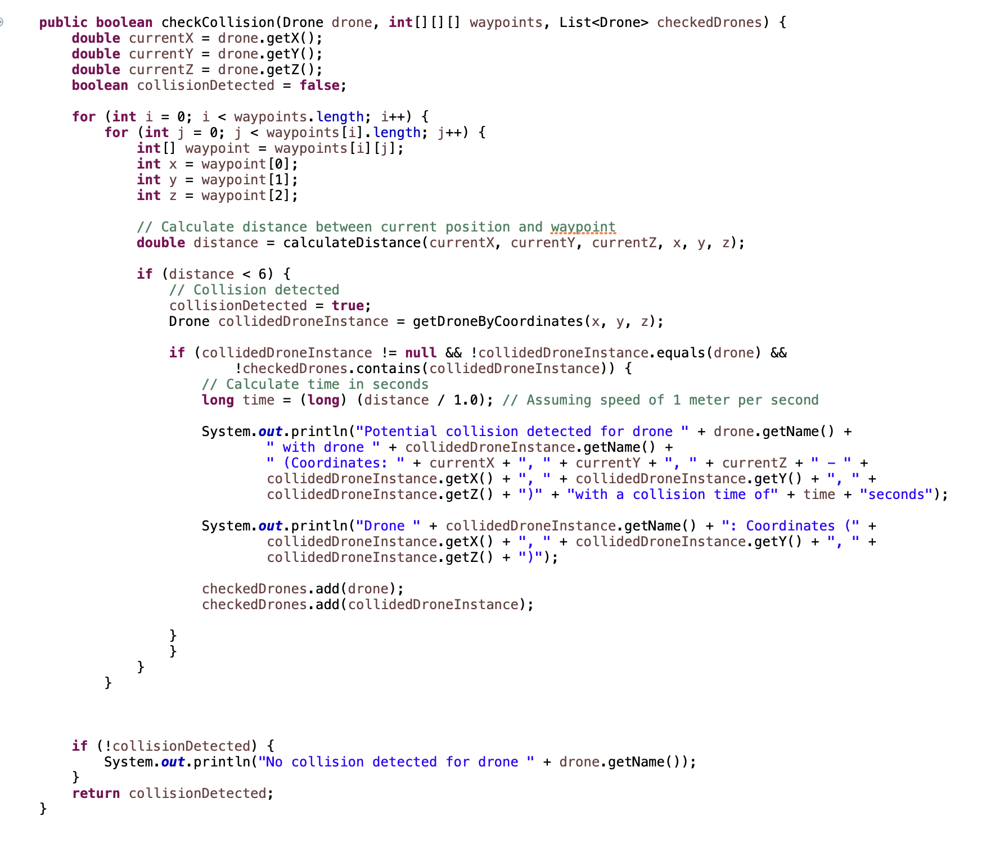 public boolean checkCollision(Drone drone, int[][][] waypoints, List<Drone> checkedDrones) {
    double currentX = drone.getX();
    double currentY = drone.getY();
    double currentZ = drone.getZ();
    boolean collisionDetected = false;

    for (int i = 0; i < waypoints.length; i++) {
        for (int j = 0; j < waypoints[i].length; j++) {
            int[] waypoint = waypoints[i][j];
            int x = waypoint[0];
            int y = waypoint[1];
            int z = waypoint[2];

            // Calculate distance between current position and waypoint
            double distance = calculateDistance(currentX, currentY, currentZ, x, y, z);

            if (distance < 6) {
                // Collision detected
                collisionDetected = true;
                Drone collidedDroneInstance = getDroneByCoordinates(x, y, z);

                if (collidedDroneInstance != null && !collidedDroneInstance.equals(drone) &&
                        !checkedDrones.contains(collidedDroneInstance)) {
                    // Calculate time in seconds
                    long time = (long) (distance / 1.0); // Assuming speed of 1 meter per second

                    System.out.println("Potential collision detected for drone " + drone.getName() +
                            " with drone " + collidedDroneInstance.getName() +
                            " (Coordinates: " + currentX + ", " + currentY + ", " + currentZ + " – " +
                            collidedDroneInstance.getX() + ", " + collidedDroneInstance.getY() + ", " +
                            collidedDroneInstance.getZ() + ")" + "with a collision time of" + time + "seconds");

                    System.out.println("Drone " + collidedDroneInstance.getName() + ": Coordinates (" +
                            collidedDroneInstance.getX() + ", " + collidedDroneInstance.getY() + ", " +
                            collidedDroneInstance.getZ() + ")");

                    checkedDrones.add(drone);
                    checkedDrones.add(collidedDroneInstance);

                }
                }
            }
        }

    if (!collisionDetected) {
        System.out.println("No collision detected for drone " + drone.getName());
    }
    return collisionDetected;
}